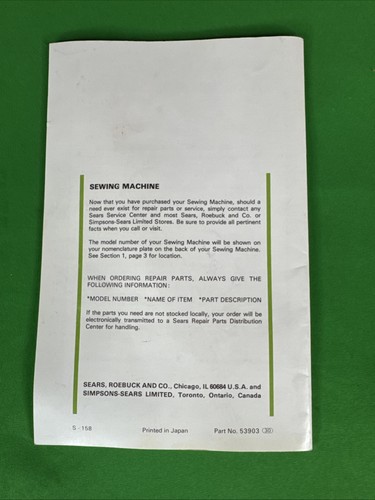 SEWING MACHINE
Now that you have purchased your Sewing Machine, should a
need ever exist for repair parts or service, simply contact any
Sears Service Center and most Sears, Roebuck and Co. or
Simpsons-Sears Limited Stores. Be sure to provide all pertinent
facts when you call or visit.
The model number of your Sewing Machine will be shown on
your nomenclature plate on the back of your Sewing Machine.
See Section 1, page 3 for location.
WHEN ORDERING REPAIR PARTS, ALWAYS GIVE THE
FOLLOWING INFORMATION:
*MODEL NUMBER *NAME OF ITEM *PART DESCRIPTION
If the parts you need are not stocked locally, your order will be
electronically transmitted to a Sears Repair Parts Distribution
Center for handling.
SEARS, ROEBUCK AND CO., Chicago, IL 60684 U.S.A. and
SIMPSONS-SEARS LIMITED, Toronto, Ontario, Canada
S-158 Printed in Japan Part No. 53903